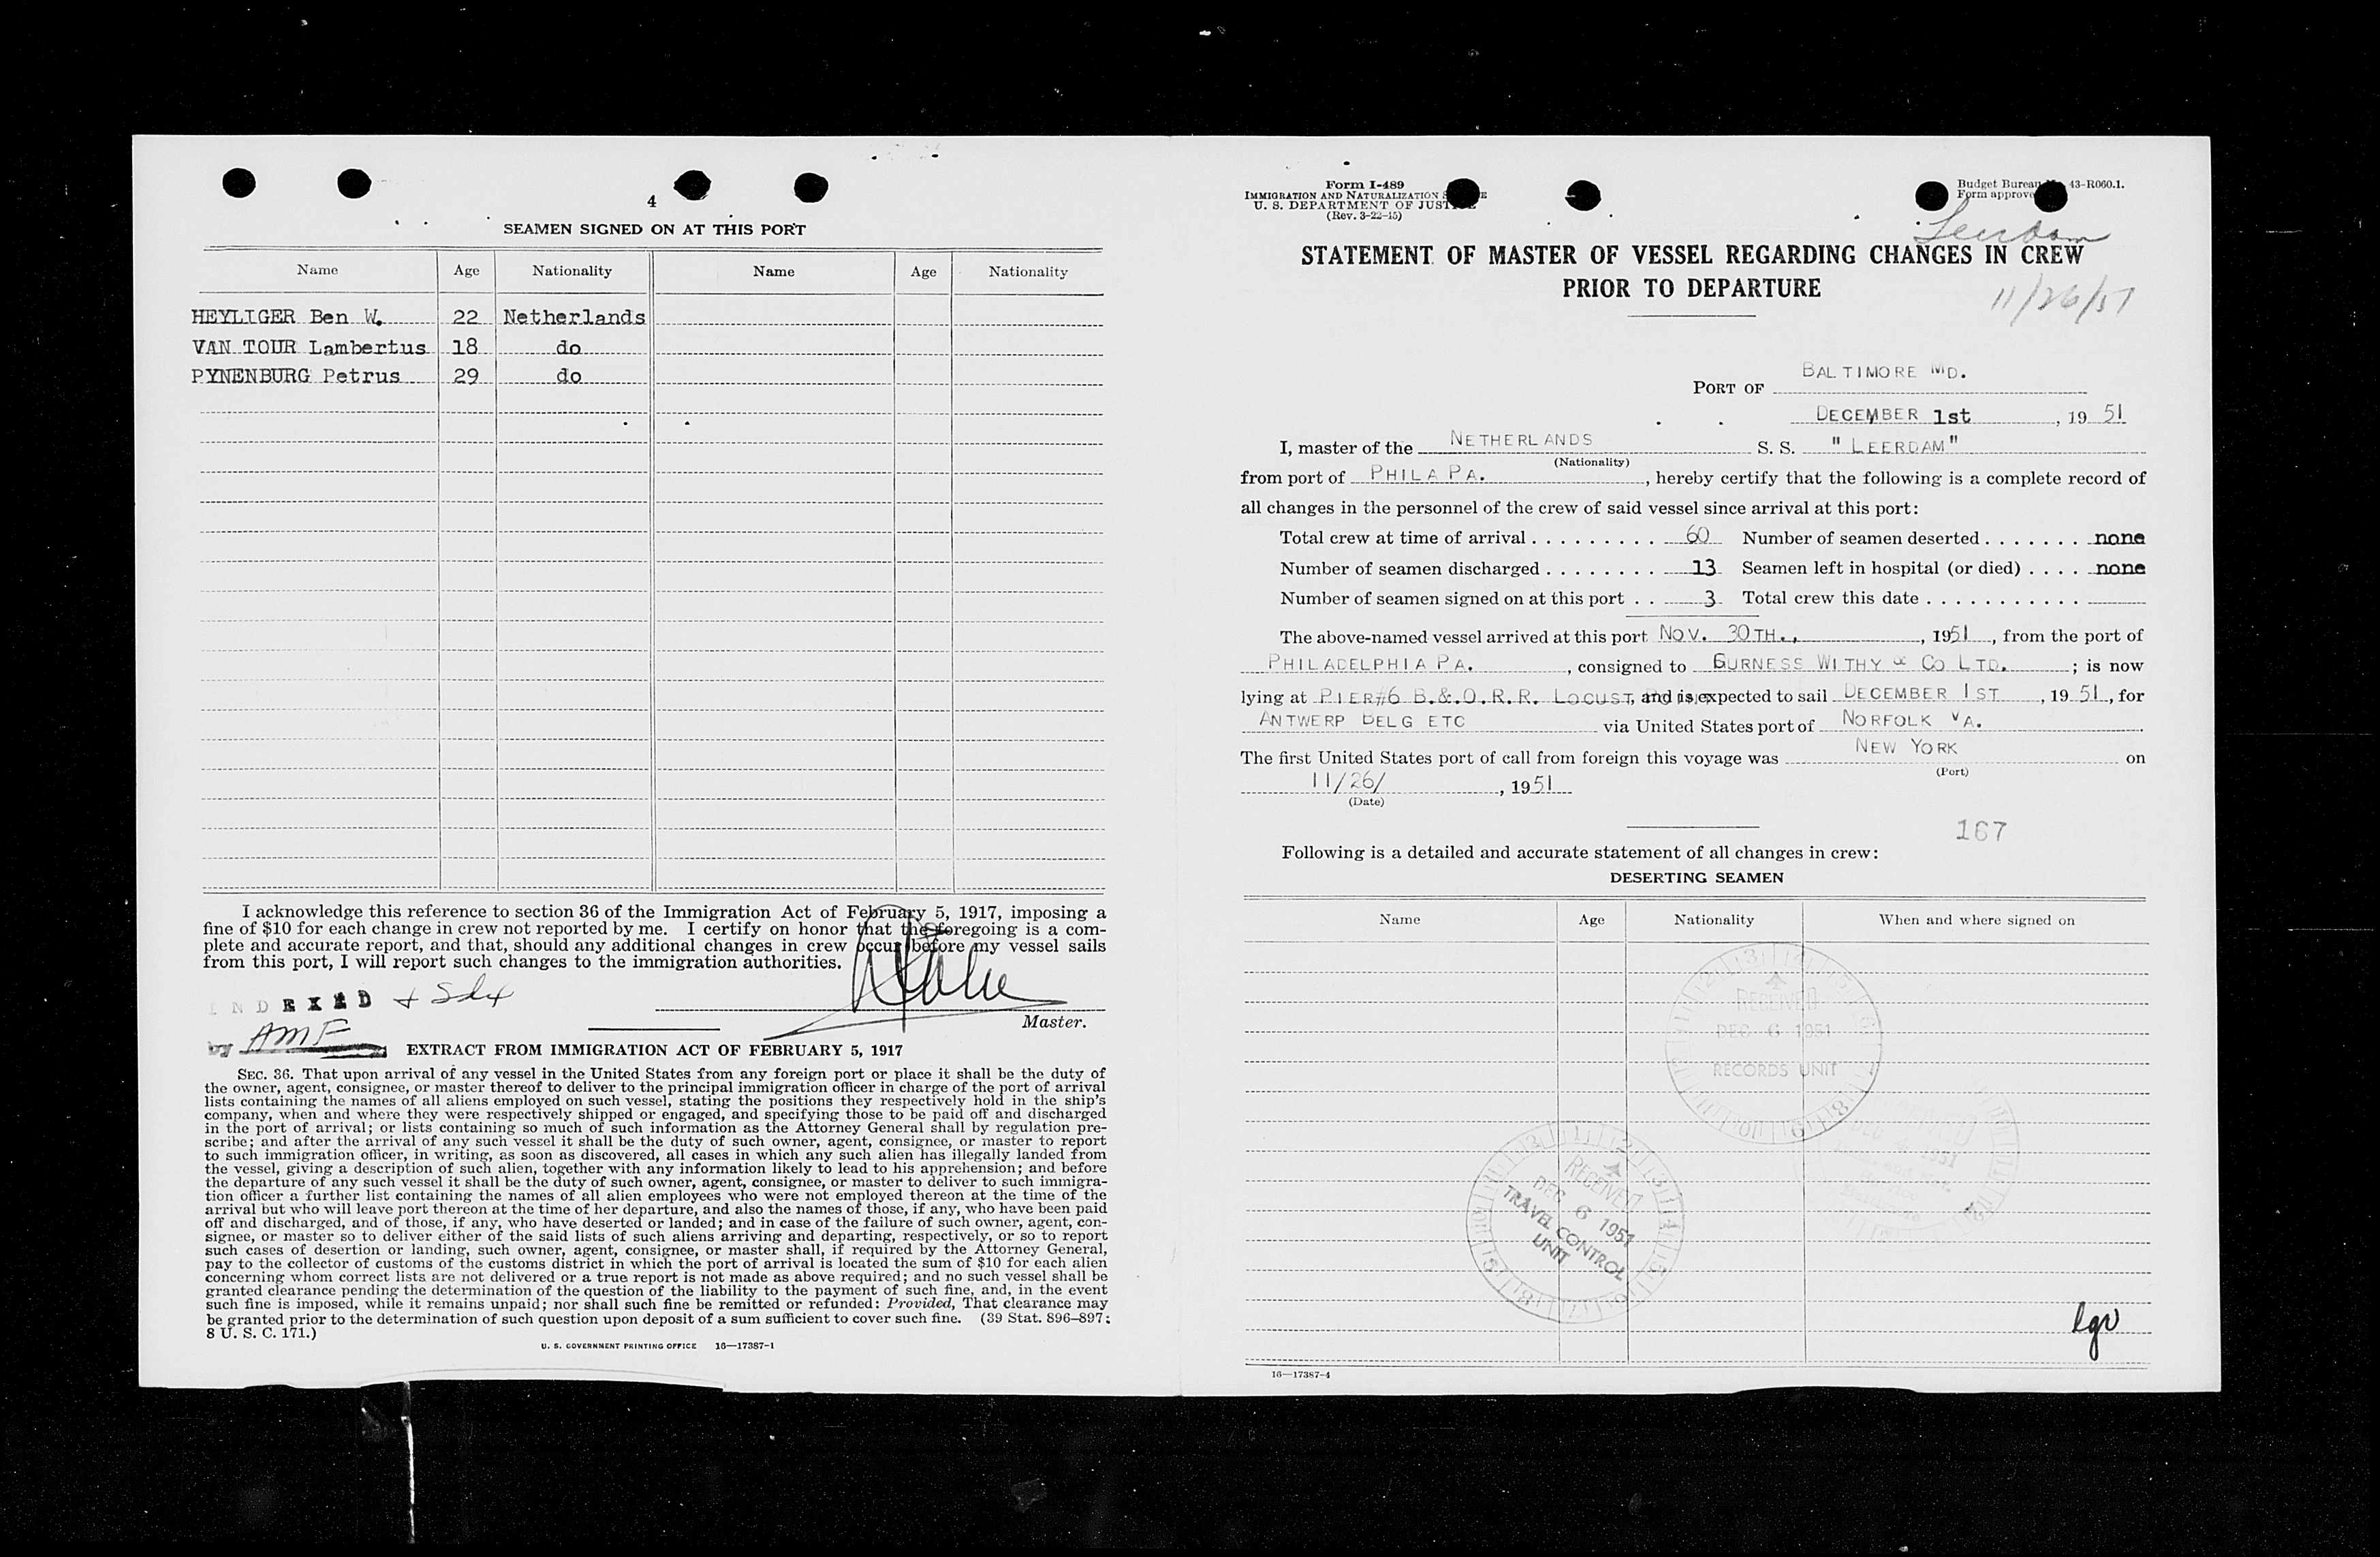 4
SEAMEN SIGNED ON AT THIS PORT
Name Age Nationality Name Age Nationality
HEYLIGER Ben W. 22 Netherlands
VAN TOUR Lambertus 18 do
PYNENBURG Petrus 29 do
I acknowledge this reference to section 36 of the Immigration Act of February 5, 1917, imposing a
fine of $10 for each change in crew not reported by me. I certify on honor that the foregoing is a com-
plete and accurate report, and that, should any additional changes in crew occur before my vessel sails
from this port, I will report such changes to the immigration authorities.
INDEXED
Master.
by AMF
EXTRACT FROM IMMIGRATION ACT OF FEBRUARY 5, 1917
SEC. 36. That upon arrival of any vessel in the United States from any foreign port or place it shall be the duty of
the owner, agent, consignee, or master thereof to deliver to the principal immigration officer in charge of the port of arrival
lists containing the names of all aliens employed on such vessel, stating the positions they respectively hold in the ship's
company, when and where they were respectively shipped or engaged, and specifying those to be paid off and discharged
in the port of arrival; or lists containing so much of such information as the Attorney General shall by regulation pre-
scribe; and after the arrival of any such vessel it shall be the duty of such owner, agent, consignee, or master to report
to such immigration officer, in writing, as soon as discovered, all cases in which any such alien has illegally landed from
the vessel, giving a description of such alien, together with any information likely to lead to his apprehension; and before
the departure of any such vessel it shall be the duty of such owner, agent, consignee, or master to deliver to such immigra-
tion officer a further list containing the names of all alien employees who were not employed thereon at the time of the
arrival but who will leave port thereon at the time of her departure, and also the names of those, if any, who have been paid
off and discharged, and of those, if any, who have deserted or landed; and in case of the failure of such owner, agent, con-
signee, or master so to deliver either of the said lists of such aliens arriving and departing, respectively, or so to report
such cases of desertion or landing, such owner, agent, consignee, or master shall, if required by the Attorney General,
pay to the collector of customs of the customs district in which the port of arrival is located the sum of $10 for each alien
concerning whom correct lists are not delivered or a true report is not made as above required; and no such vessel shall be
granted clearance pending the determination of the question of the liability to the payment of such fine, and, in the event
such fine is imposed, while it remains unpaid; nor shall such fine be remitted or refunded: Provided, That clearance may
be granted prior to the determination of such question upon deposit of a sum sufficient to cover such fine. (39 Stat. 896–897;
8 U. S. C. 171.)
U. S. GOVERNMENT PRINTING OFFICE 16—17387-1
Form I-489
IMMIGRATION AND NATURALIZATION
U. S. DEPARTMENT OF JUSTICE
(Rev. 3-22-45)
Budget Bureau 43-R060.1.
Form approve
Leerdam
STATEMENT OF MASTER OF VESSEL REGARDING CHANGES IN CREW
PRIOR TO DEPARTURE
11/26/51
PORT OF BALTIMORE MD.
DECEMBER 1st, 19 51
I, master of the NETHERLANDS S. S. "LEERDAM"
(Nationality)
from port of PHILA PA., hereby certify that the following is a complete record of
all changes in the personnel of the crew of said vessel since arrival at this port:
Total crew at time of arrival . . . . . . . . . 60 Number of seamen deserted . . . . . . . none
Number of seamen discharged . . . . . . . . 13 Seamen left in hospital (or died) . . . . none
Number of seamen signed on at this port . . 3 Total crew this date . . . . . . . . . . . .
The above-named vessel arrived at this port NOV. 30TH., 1951, from the port of
PHILADELPHIA PA., consigned to GURNESS WITHY & CO LTD.; is now
lying at PIER#6 B.&.O.R.R. LOCUST, and is expected to sail DECEMBER 1ST, 19 51, for
ANTWERP BELG ETC via United States port of NORFOLK VA.
The first United States port of call from foreign this voyage was NEW YORK on
(Port)
11/26/, 1951
(Date)
167
Following is a detailed and accurate statement of all changes in crew:
DESERTING SEAMEN
Name Age Nationality When and where signed on
RECEIVED
DEC 6 1951
RECORDS UNIT
RECEIVED
DEC 6 1951
TRAVEL CONTROL
UNIT
lgv
16—17387-4